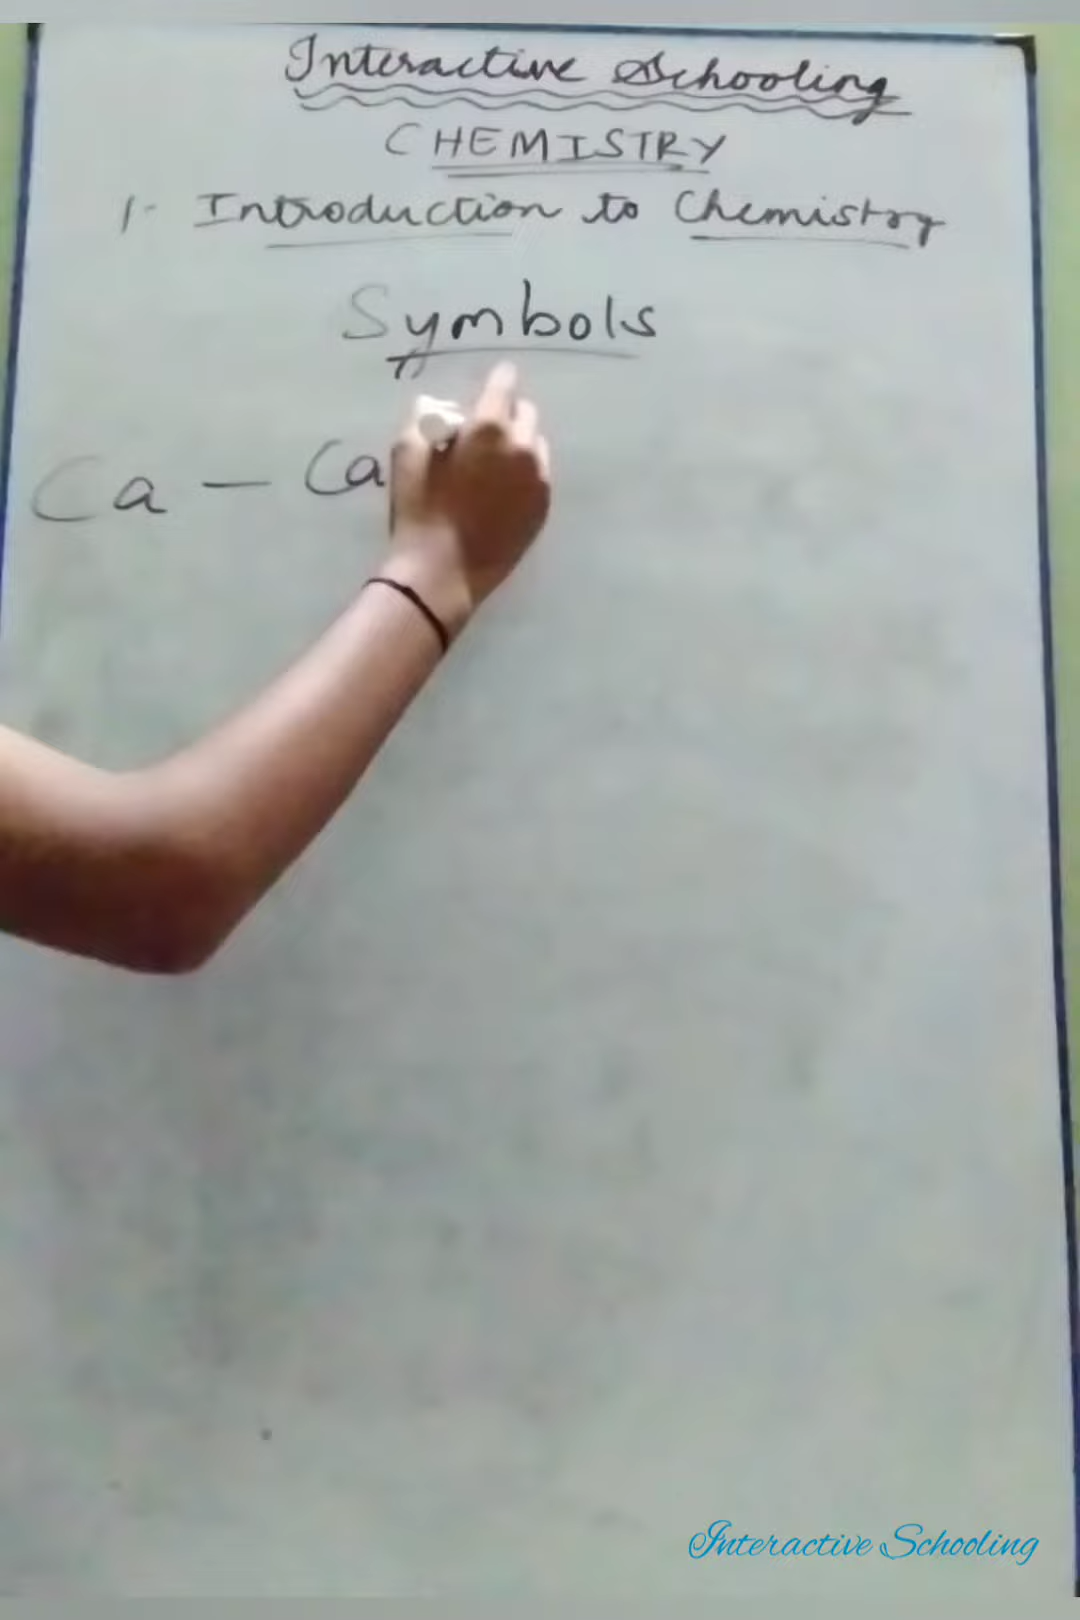 Interactive Schooling
CHEMISTRY
1. Introduction to Chemistry
Symbols
Ca — Ca
Interactive Schooling